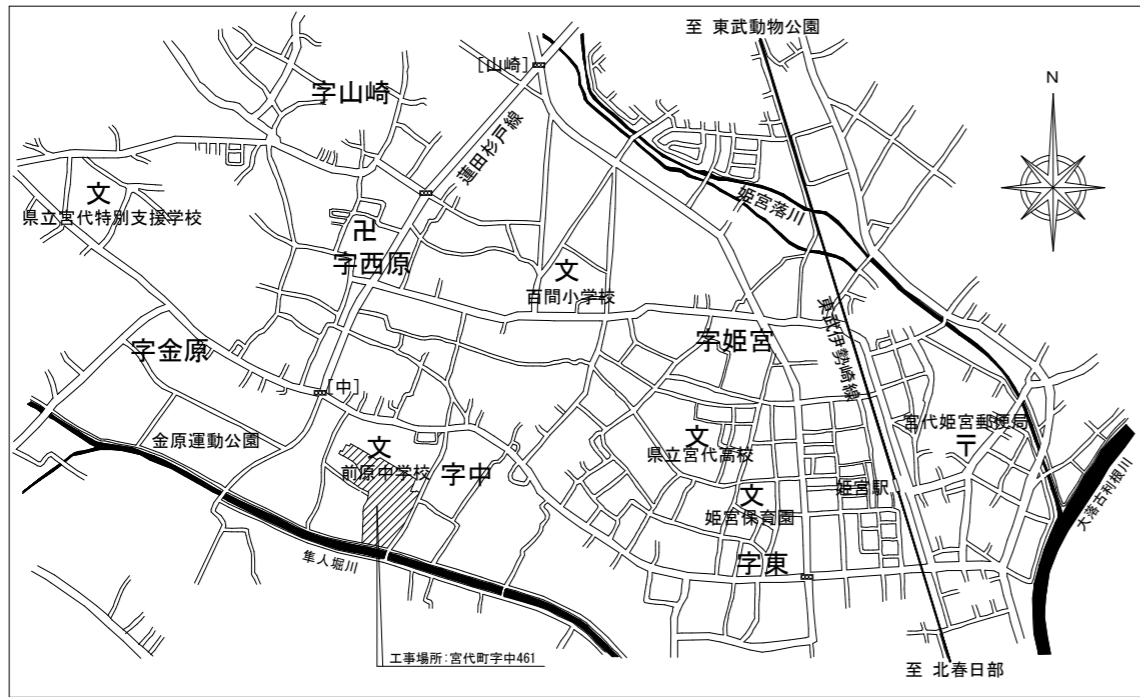 至 東武動物公園
[山崎]
N
字山崎
蓮田杉戸線
文
県立宮代特別支援学校
姫宮落川
卍
字西原
文
百間小学校
字姫宮
東武伊勢崎線
字金原
[中]
宮代姫宮郵便局
〒
金原運動公園
文
前原中学校
字中
文
県立宮代高校
姫宮駅
文
姫宮保育園
大落古利根川
隼人堀川
字東
工事場所：宮代町字中461
至 北春日部